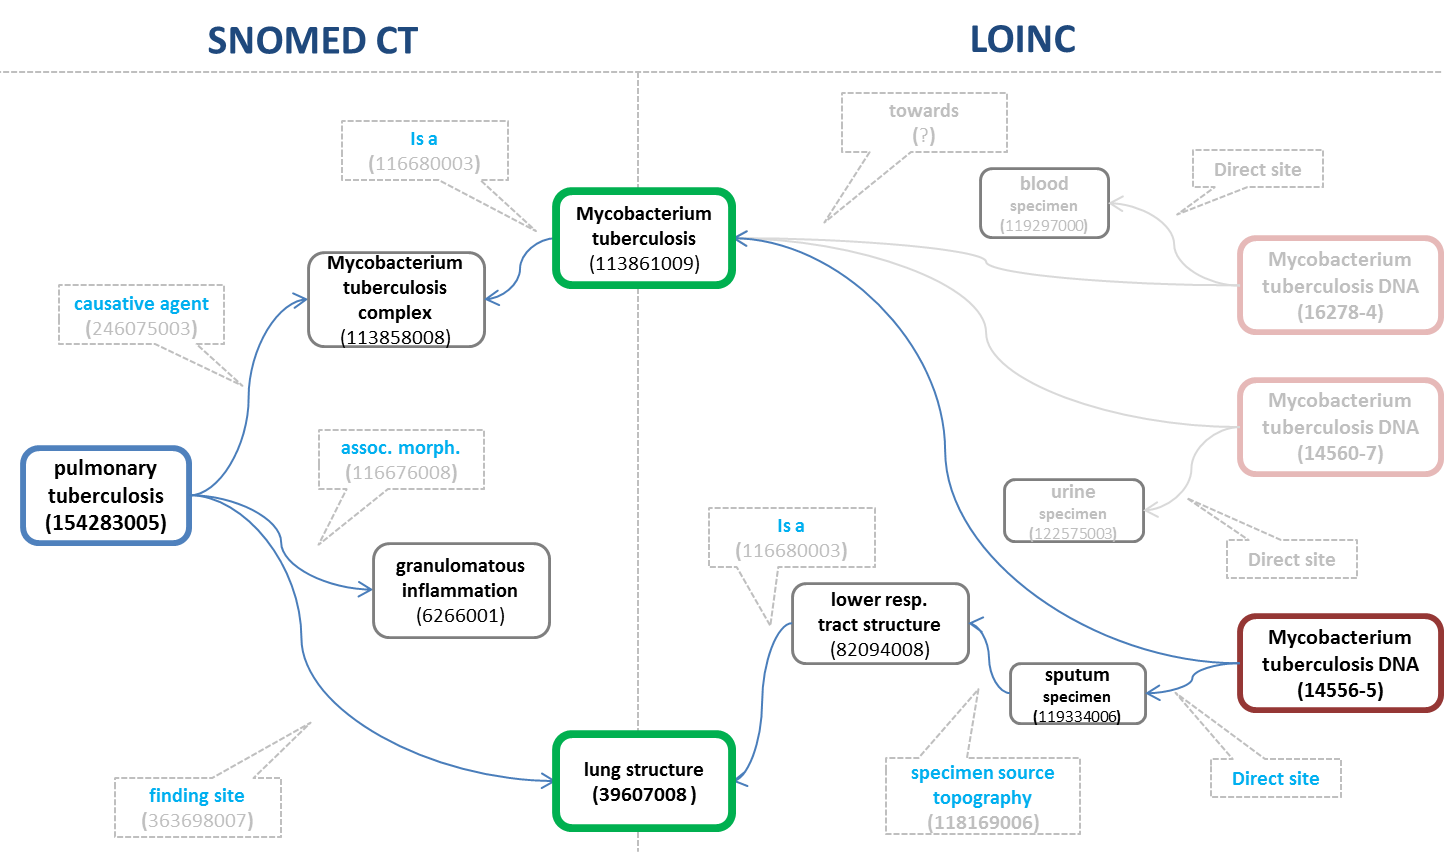 SNOMED CT
LOINC
Is a
(116680003)
towards
(?)
blood
specimen
(119297000)
Direct site
Mycobacterium
tuberculosis
(113861009)
Mycobacterium
tuberculosis
complex
(113858008)
causative agent
(246075003)
Mycobacterium
tuberculosis DNA
(16278-4)
Mycobacterium
tuberculosis DNA
(14560-7)
assoc. morph.
(116676008)
pulmonary
tuberculosis
(154283005)
urine
specimen
(122575003)
Direct site
Is a
(116680003)
granulomatous
inflammation
(6266001)
lower resp.
tract structure
(82094008)
Mycobacterium
tuberculosis DNA
(14556-5)
sputum
specimen
(119334006)
lung structure
(39607008 )
specimen source
topography
(118169006)
Direct site
finding site
(363698007)